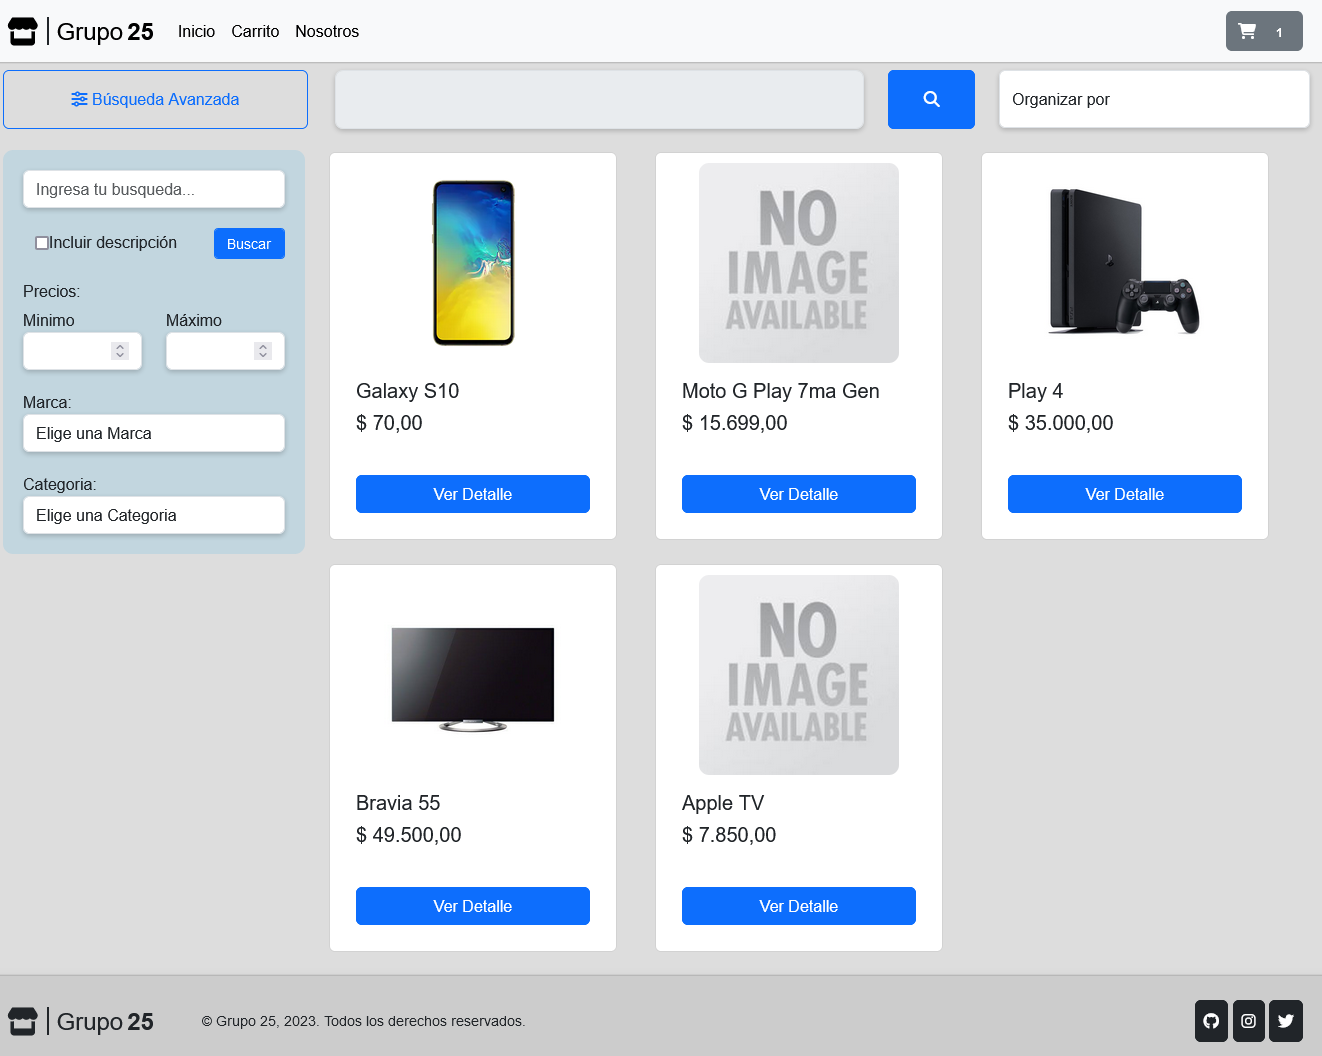 Grupo 25
Inicio
Carrito
Nosotros
1
Búsqueda Avanzada
Organizar por
Ingresa tu busqueda...
Incluir descripción
Buscar
Precios:
Minimo
Máximo
Marca:
Elige una Marca
Categoria:
Elige una Categoria
Galaxy S10
$ 70,00
Ver Detalle
NO
IMAGE
AVAILABLE
Moto G Play 7ma Gen
$ 15.699,00
Ver Detalle
Play 4
$ 35.000,00
Ver Detalle
Bravia 55
$ 49.500,00
Ver Detalle
NO
IMAGE
AVAILABLE
Apple TV
$ 7.850,00
Ver Detalle
Grupo 25
© Grupo 25, 2023. Todos los derechos reservados.